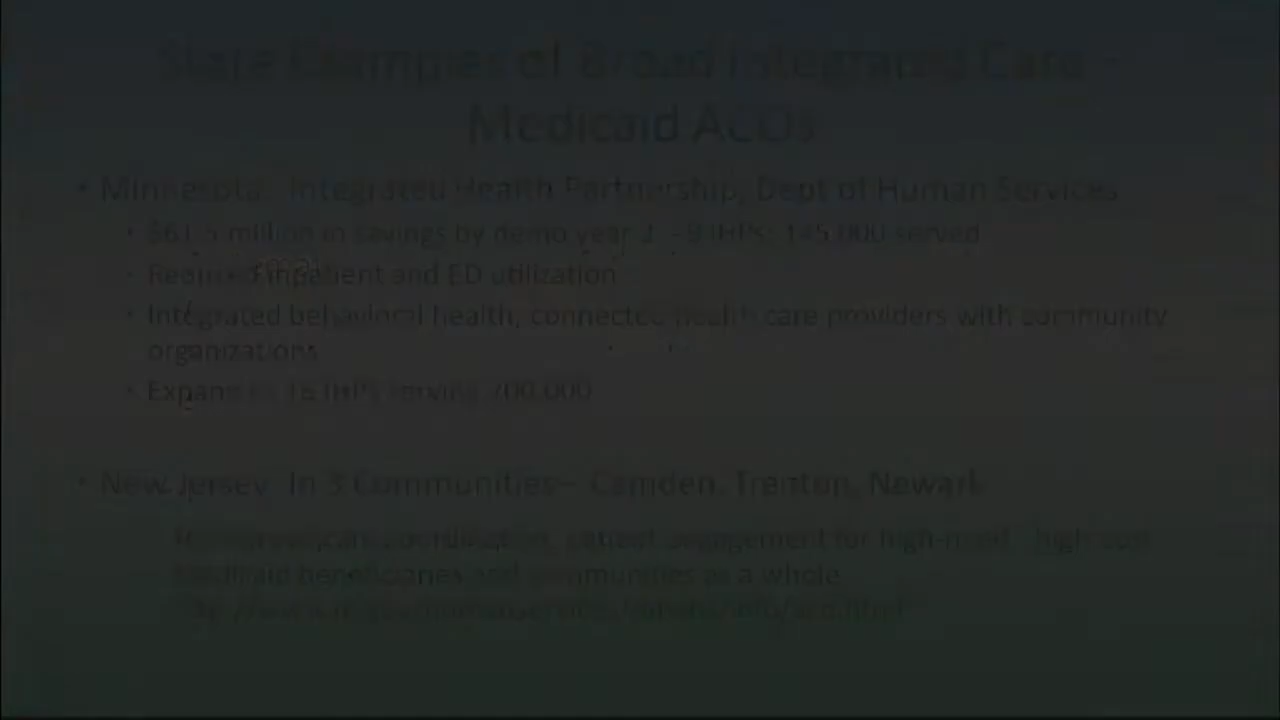 State Examples of Broad Integrated Care -
Medicaid ACOs
• Minnesota: Integrated Health Partnership, Dept of Human Services
• $61.5 million in savings by demo year 2 - 9 IHPs; 145,000 served
• Reduced inpatient and ED utilization
• Integrated behavioral health, connected health care providers with community
organizations
• Expand to 16 IHPs serving 200,000
• New Jersey: In 3 Communities – Camden, Trenton, Newark
care coordination, patient engagement for high-need, high cost
Medicaid beneficiaries and communities as a whole